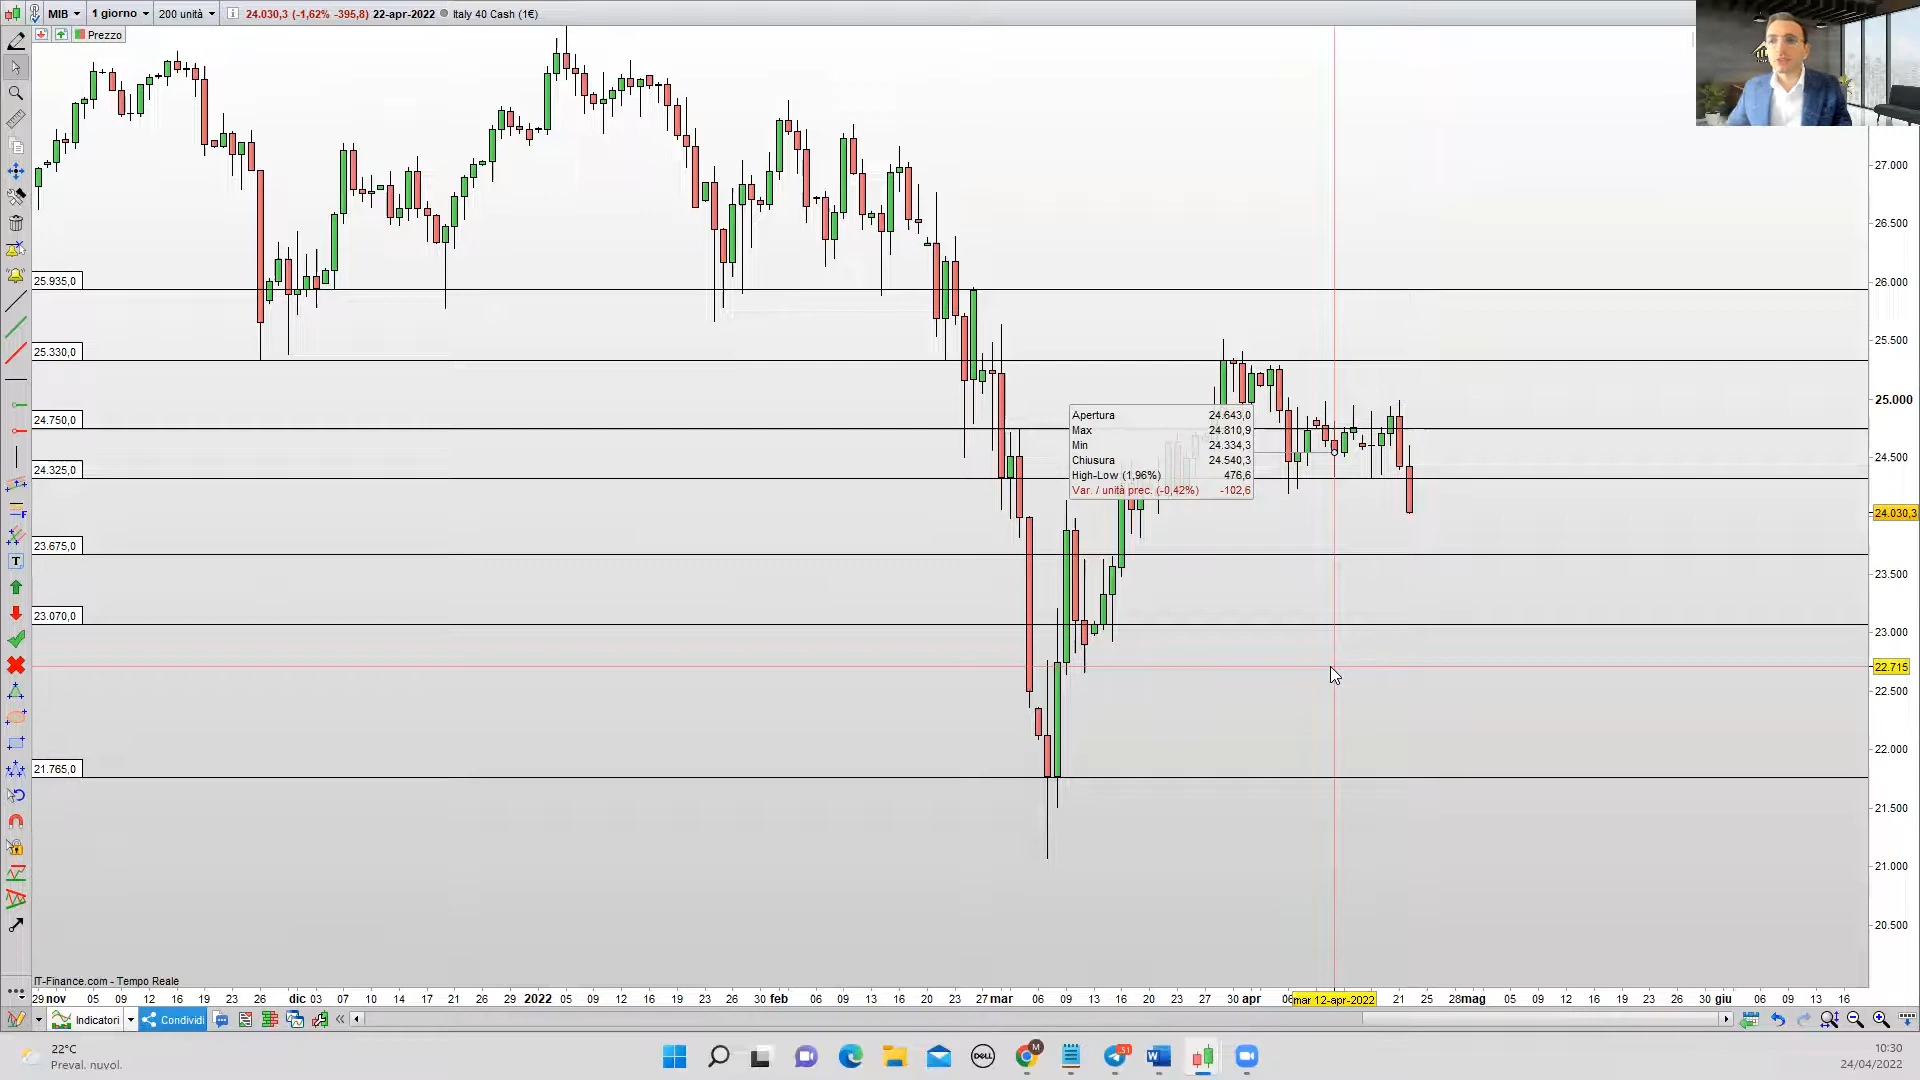 MIB 1 giorno 200 unità 24.030,3 (-1,62% -395,8) 22-apr-2022 Italy 40 Cash (1€)
Prezzo
27.000
26.500
25.935,0
26.000
25.500
25.330,0
25.000
24.750,0
24.500
24.325,0
24.030,3
23.675,0
23.500
23.070,0
23.000
22.715
22.500
22.000
21.765,0
21.500
21.000
20.500
Apertura 24.643,0
Max 24.810,9
Min 24.334,3
Chiusura 24.540,3
High-Low (1,96%) 476,6
Var. / unità prec. (-0,42%) -102,6
F
T
IT-Finance.com - Tempo Reale
29 nov 05 09 12 16 19 23 26 dic 03 07 10 14 17 21 26 29 2022 05 09 12 16 19 23 26 30 feb 06 09 13 16 20 23 27 mar 06 09 13 16 20 23 27 30 apr 06 mar 12-apr-2022 21 25 28 mag 05 09 12 16 19 23 26 30 giu 06 09 13 16
Indicatori Condividi
22°C
Preval. nuvol.
DELL
M
51
W
10:30
24/04/2022